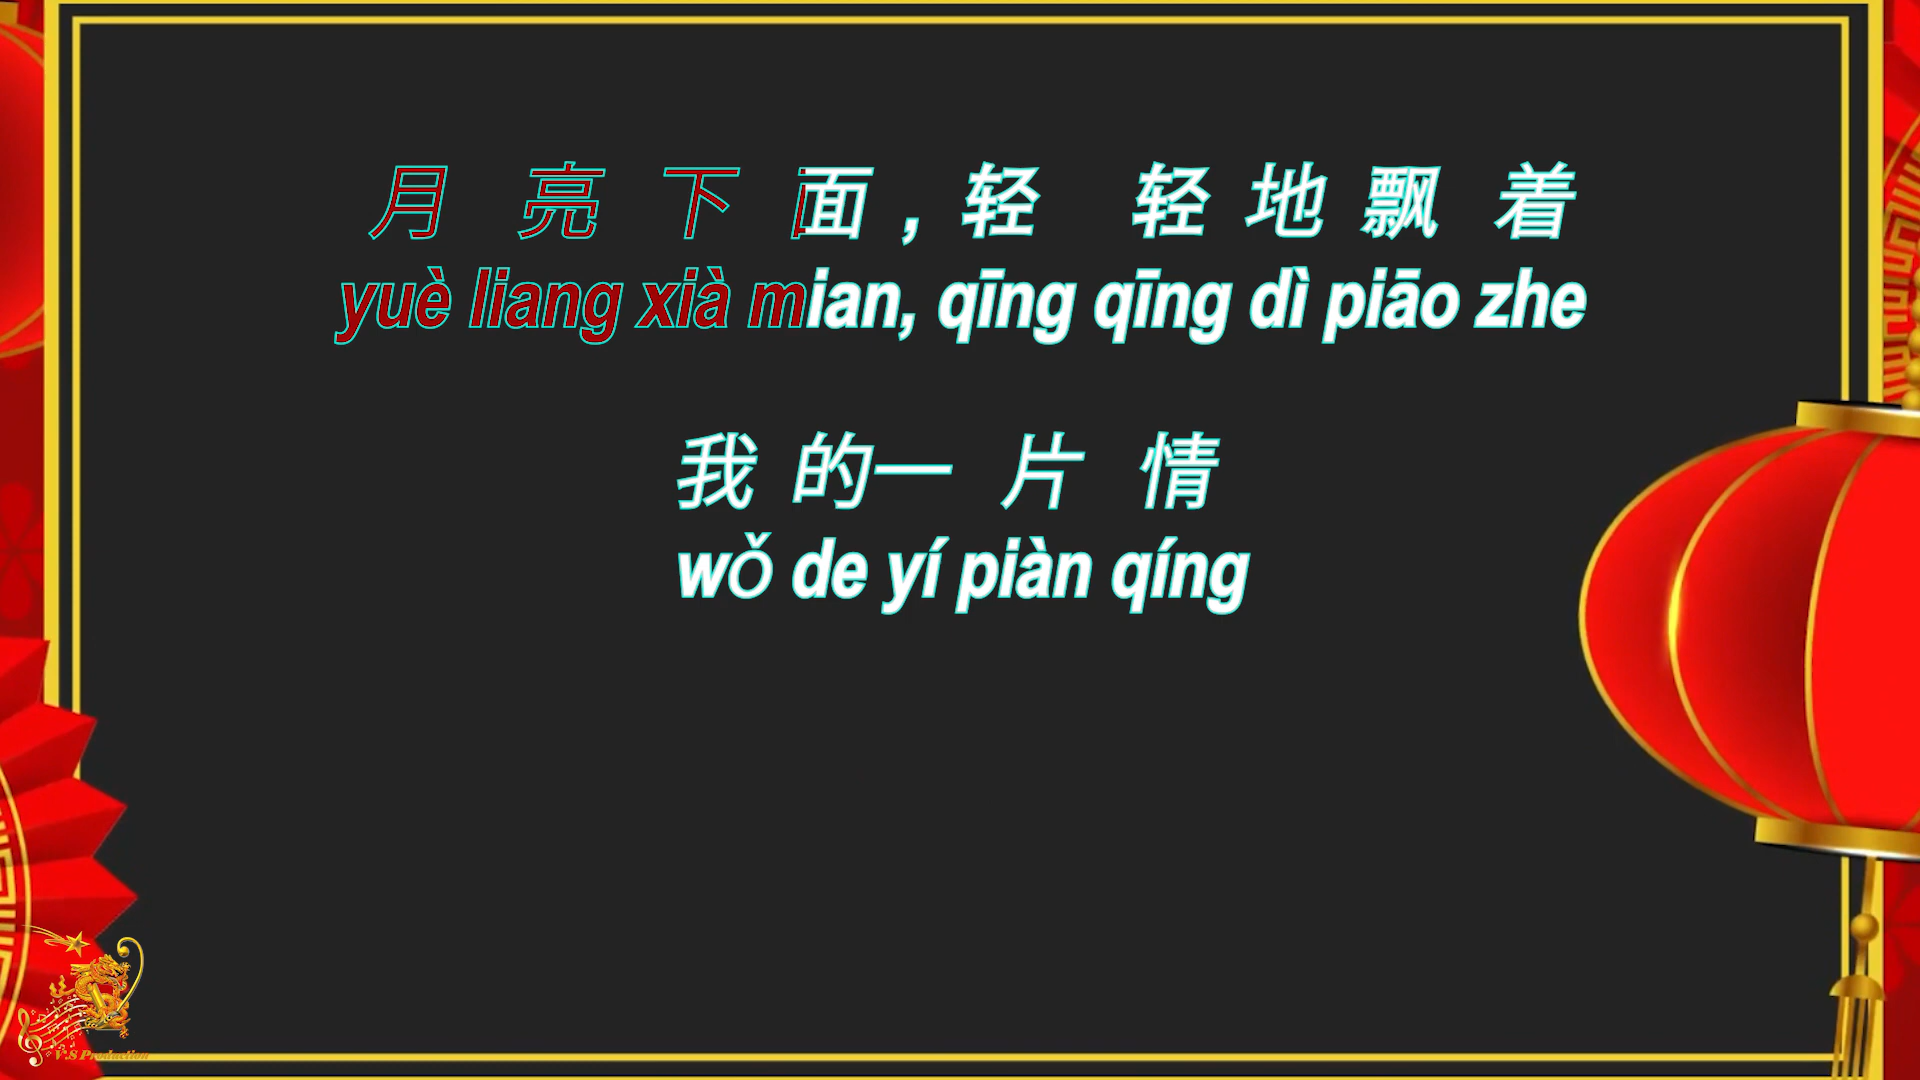 月 亮 下 面 , 轻 轻 地 飘 着
yuè liang xià mian, qīng qīng dì piāo zhe
我 的一 片 情
wǒ de yí piàn qíng
V.S Production